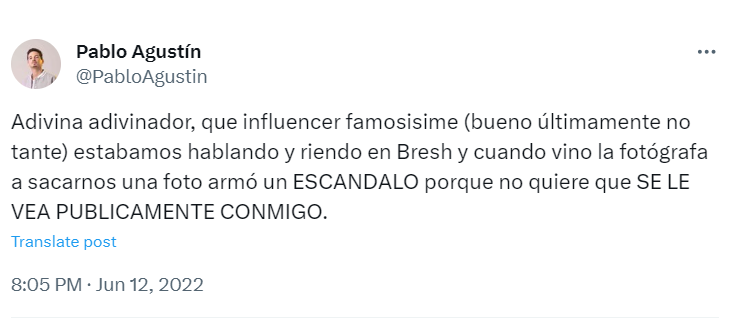 Pablo Agustín
@PabloAgustin
Adivina adivinador, que influencer famosisime (bueno últimamente no
tante) estabamos hablando y riendo en Bresh y cuando vino la fotógrafa
a sacarnos una foto armó un ESCANDALO porque no quiere que SE LE
VEA PUBLICAMENTE CONMIGO.
Translate post
8:05 PM · Jun 12, 2022